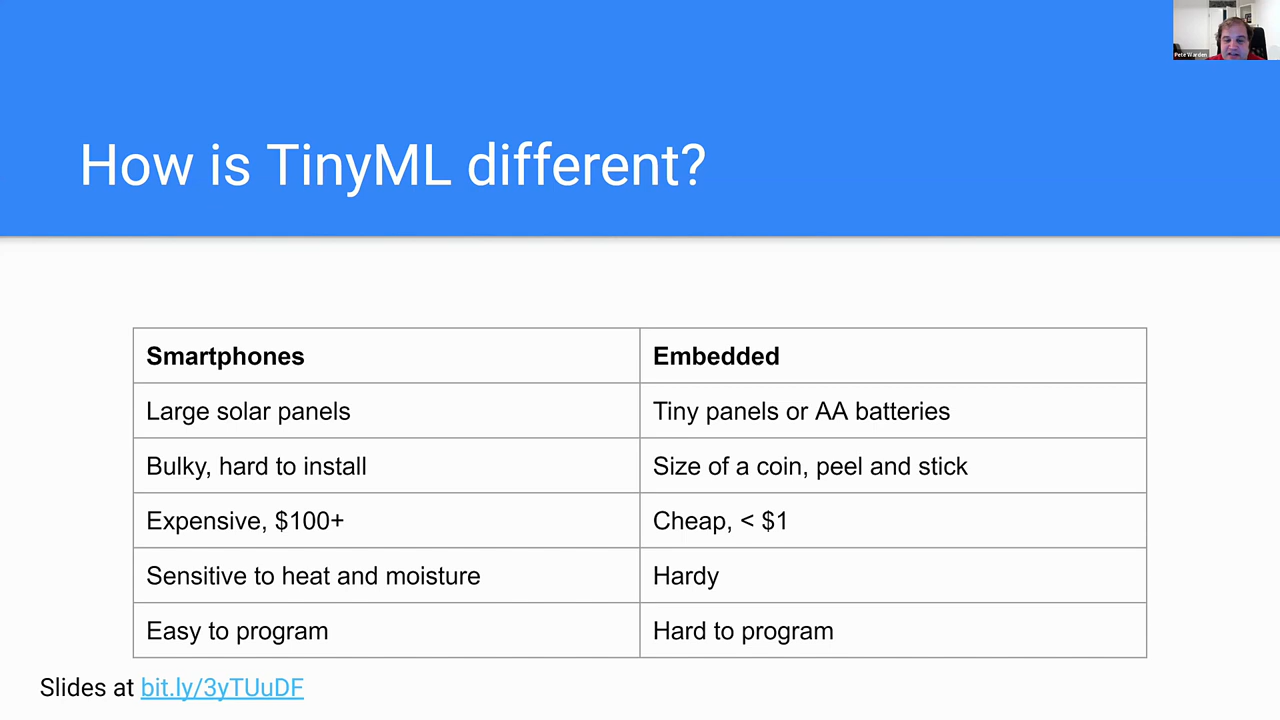 Pete Warden
How is TinyML different?
Smartphones
Embedded
Large solar panels
Tiny panels or AA batteries
Bulky, hard to install
Size of a coin, peel and stick
Expensive, $100+
Cheap, < $1
Sensitive to heat and moisture
Hardy
Easy to program
Hard to program
Slides at bit.ly/3yTUuDF